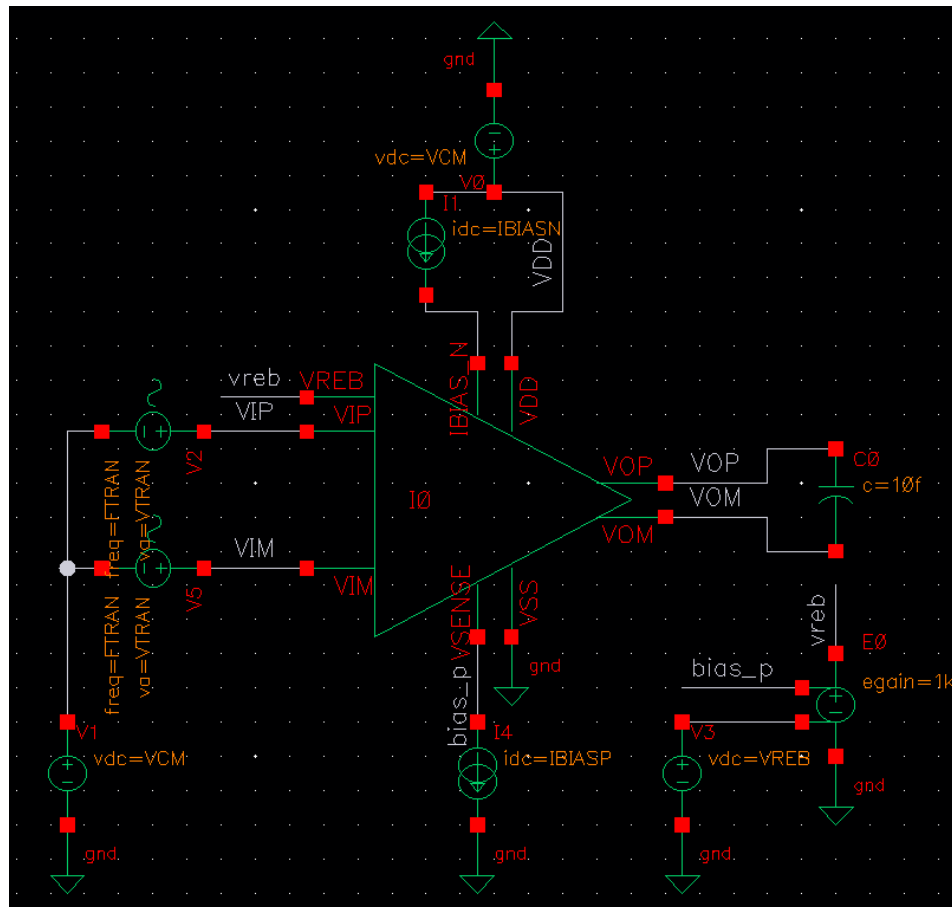 gnd
vdc=VCM
V0
I1
idc=IBIASN
VDD
IBIAS_N
VDD
vreb
VREB
VIP
VIP
V2
freq=FTRAN
va=VTRAN
I0
VOP
VOP
VOM
VOM
C0
c=10f
VIM
VIM
V5
freq=FTRAN
va=VTRAN
VSENSE
VSS
gnd
bias_p
vreb
E0
egain=1k
bias_p
V1
vdc=VCM
I4
idc=IBIASP
V3
vdc=VREB
gnd
gnd
gnd
gnd